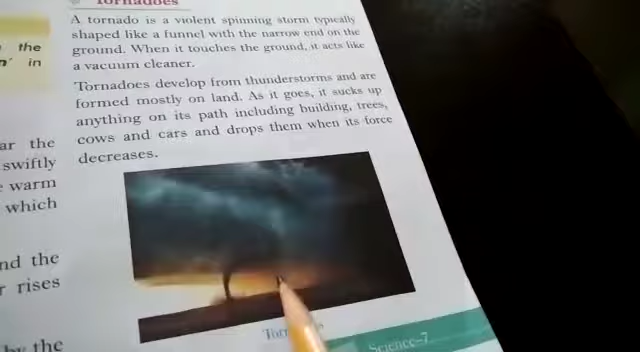 Tornadoes
A tornado is a violent spinning storm typically
shaped like a funnel with the narrow end on the
ground. When it touches the ground, it acts like
a vacuum cleaner.
Tornadoes develop from thunderstorms and are
formed mostly on land. As it goes, it sucks up
anything on its path including building, trees,
cows and cars and drops them when its force
decreases.
the
in
the
swiftly
warm
which
the
rises
the
Science-7